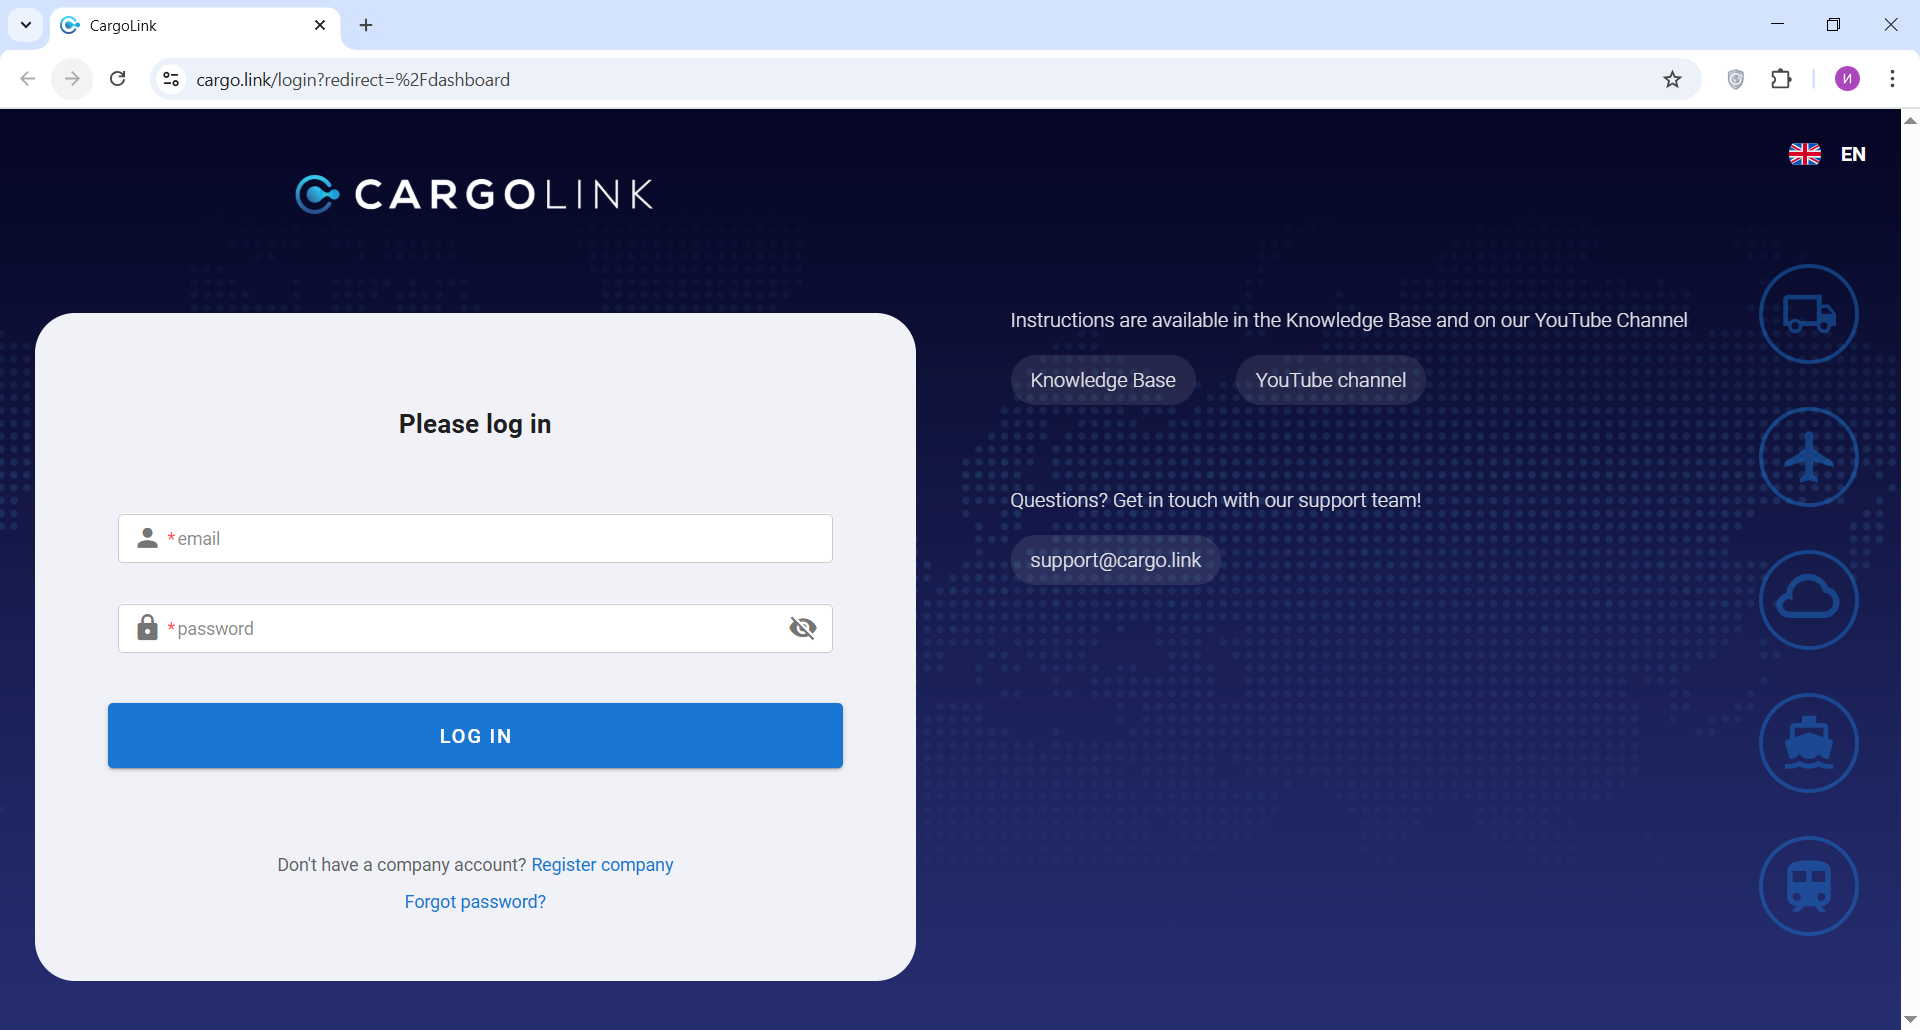 CargoLink
cargo.link/login?redirect=%2Fdashboard
И
EN
CARGOLINK
Please log in
*email
*password
LOG IN
Don't have a company account? Register company
Forgot password?
Instructions are available in the Knowledge Base and on our YouTube Channel
Knowledge Base
YouTube channel
Questions? Get in touch with our support team!
support@cargo.link